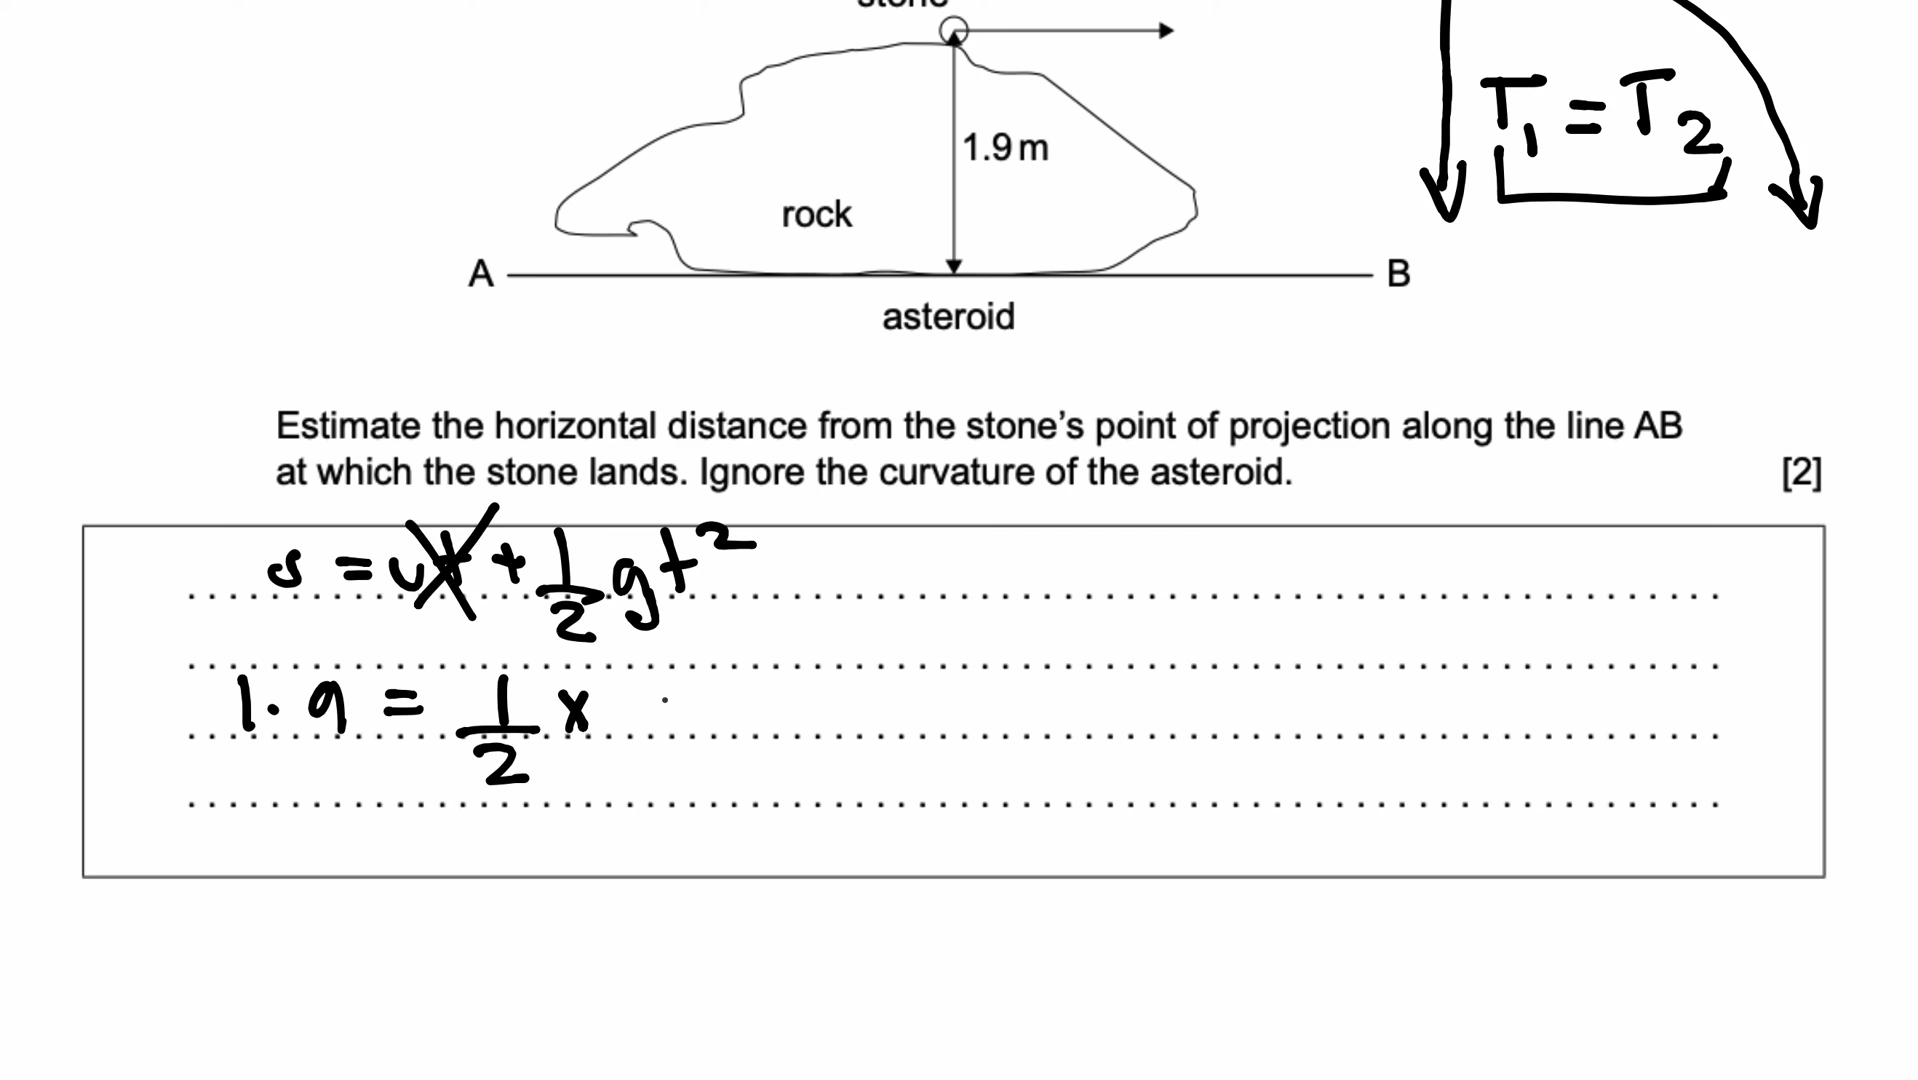 stone
T₁ = T₂
1.9 m
rock
A
B
asteroid
Estimate the horizontal distance from the stone's point of projection along the line AB
at which the stone lands. Ignore the curvature of the asteroid. [2]
s = ut + 1/2 gt²
1.9 = 1/2 x